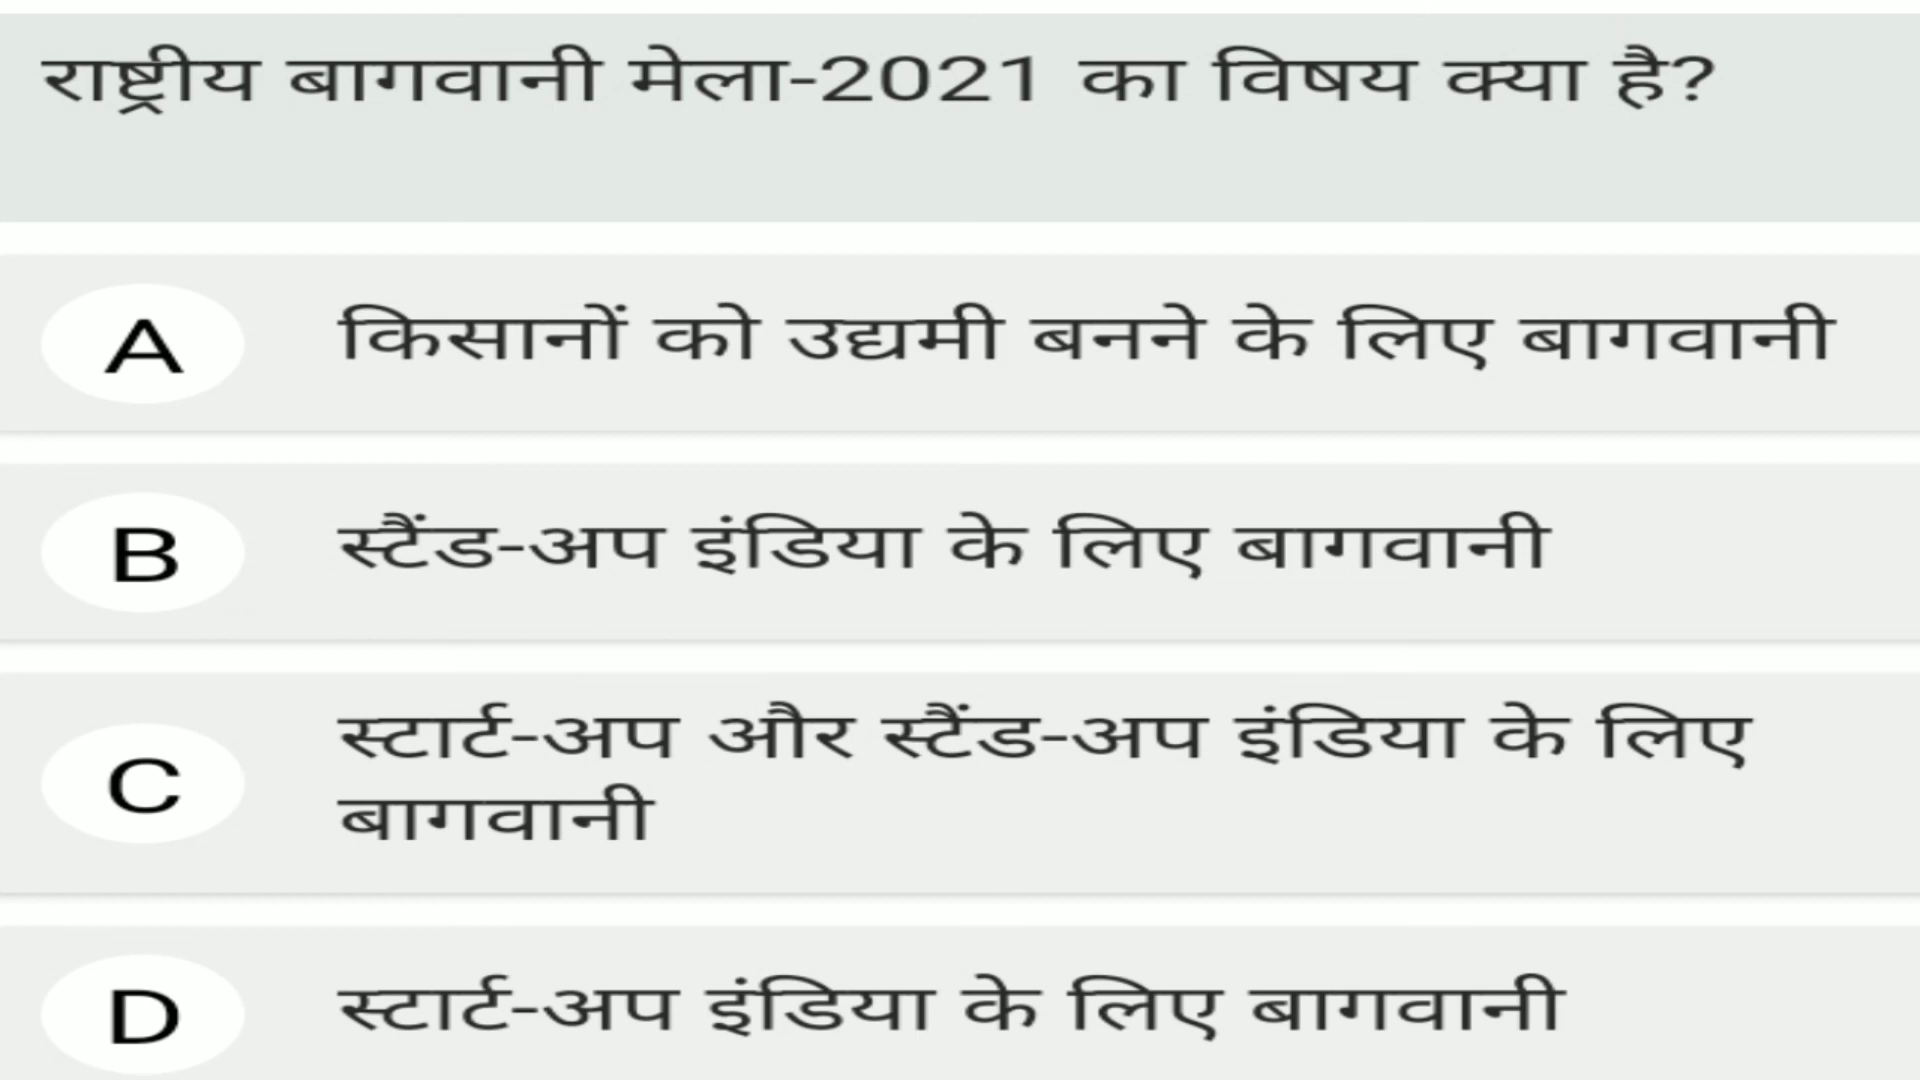 राष्ट्रीय बागवानी मेला-2021 का विषय क्या है?
A किसानों को उद्यमी बनने के लिए बागवानी
B स्टैंड-अप इंडिया के लिए बागवानी
C स्टार्ट-अप और स्टैंड-अप इंडिया के लिए
बागवानी
D स्टार्ट-अप इंडिया के लिए बागवानी